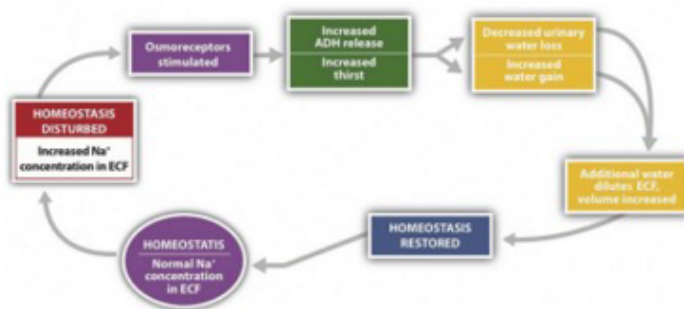 Osmoreceptors
stimulated
Increased
ADH release
Increased
thirst
Decreased urinary
water loss
Increased
water gain
HOMEOSTASIS
DISTURBED
Increased Na⁺
concentration in ECF
Additional water
dilutes ECF,
volume increased
HOMEOSTASIS
RESTORED
HOMEOSTATIS
Normal Na⁺
concentration
in ECF